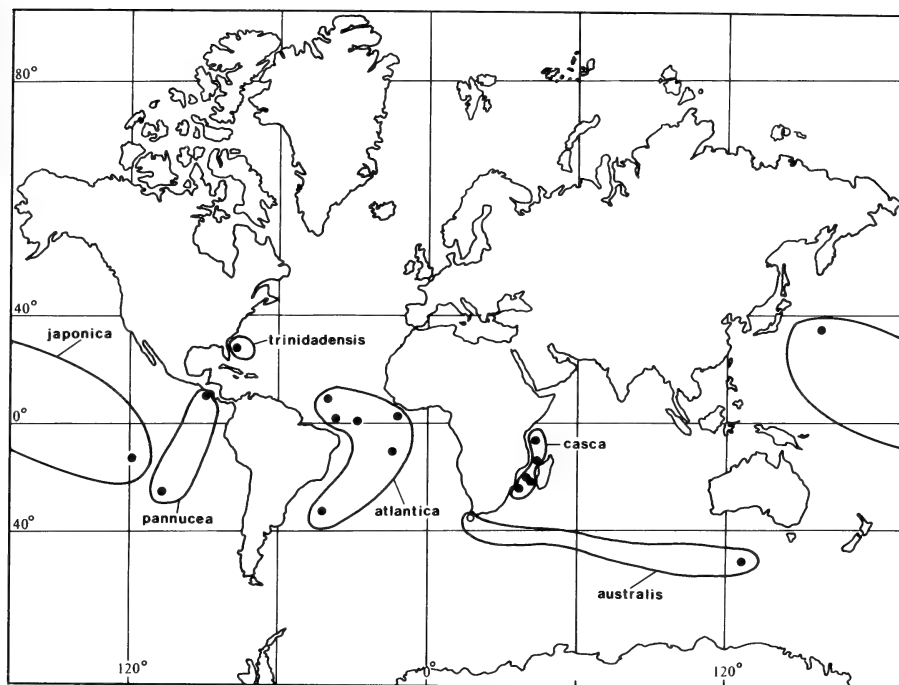 80°
40°
japonica
trinidadensis
0°
casca
pannucea
atlantica
40°
australis
120°
0°
120°